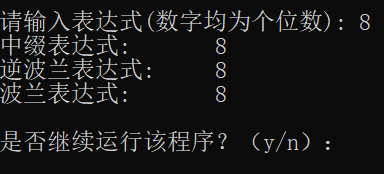 请输入表达式(数字均为个位数): 8
中缀表达式:      8
逆波兰表达式:    8
波兰表达式:      8
是否继续运行该程序？（y/n）: